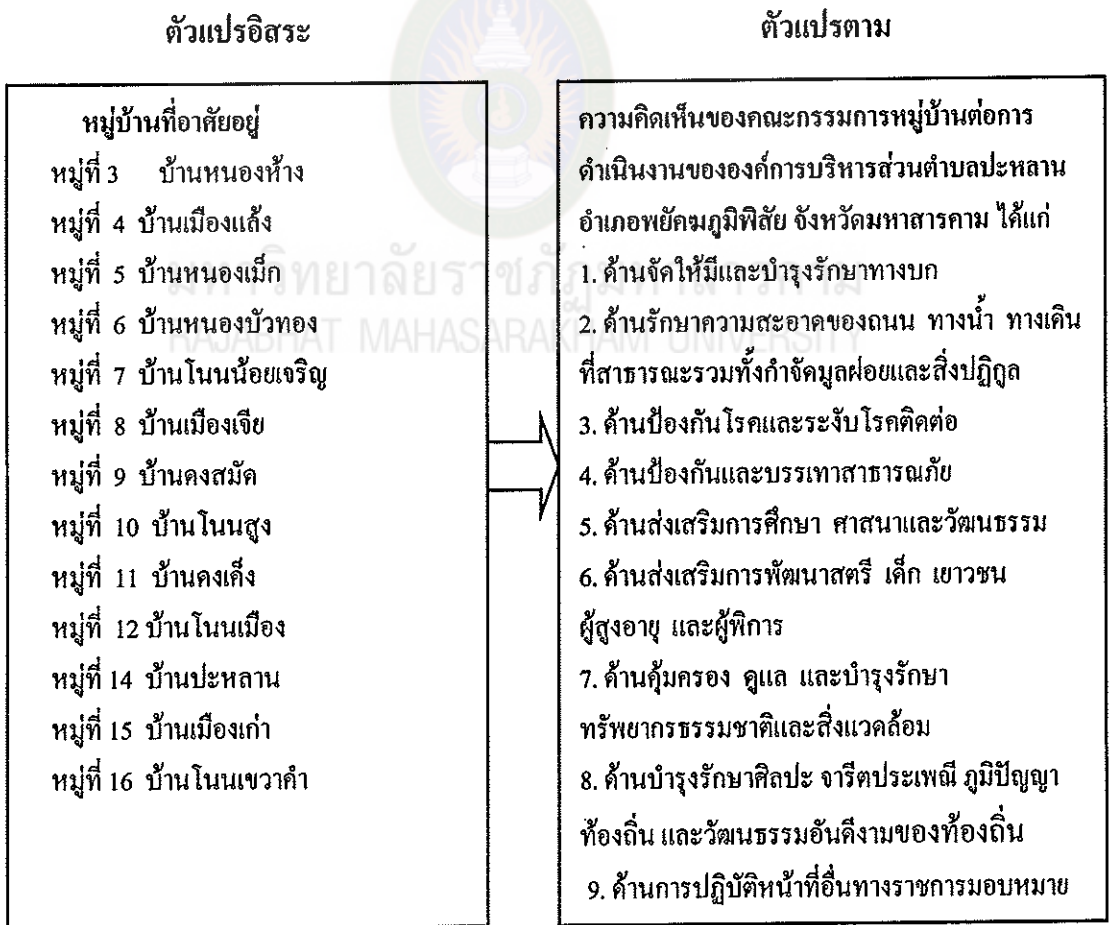 ตัวแปรอิสระ
ตัวแปรตาม
หมู่บ้านที่อาศัยอยู่
หมู่ที่ 3 บ้านหนองห้าง
หมู่ที่ 4 บ้านเมืองแล้ง
หมู่ที่ 5 บ้านหนองเม็ก
หมู่ที่ 6 บ้านหนองบัวทอง
หมู่ที่ 7 บ้านโนนน้อยเจริญ
หมู่ที่ 8 บ้านเมืองเจีย
หมู่ที่ 9 บ้านดงสมัด
หมู่ที่ 10 บ้านโนนสูง
หมู่ที่ 11 บ้านดงเค็ง
หมู่ที่ 12 บ้านโนนเมือง
หมู่ที่ 14 บ้านปะหลาน
หมู่ที่ 15 บ้านเมืองเก่า
หมู่ที่ 16 บ้านโนนเขวาคำ
ความคิดเห็นของคณะกรรมการหมู่บ้านต่อการ
ดำเนินงานขององค์การบริหารส่วนตำบลปะหลาน
อำเภอพยัคฆภูมิพิสัย จังหวัดมหาสารคาม ได้แก่
1. ด้านจัดให้มีและบำรุงรักษาทางบก
2. ด้านรักษาความสะอาดของถนน ทางน้ำ ทางเดิน
ที่สาธารณะรวมทั้งกำจัดมูลฝอยและสิ่งปฏิกูล
3. ด้านป้องกันโรคและระงับโรคติดต่อ
4. ด้านป้องกันและบรรเทาสาธารณภัย
5. ด้านส่งเสริมการศึกษา ศาสนาและวัฒนธรรม
6. ด้านส่งเสริมการพัฒนาสตรี เด็ก เยาวชน
ผู้สูงอายุ และผู้พิการ
7. ด้านคุ้มครอง ดูแล และบำรุงรักษา
ทรัพยากรธรรมชาติและสิ่งแวดล้อม
8. ด้านบำรุงรักษาศิลปะ จารีตประเพณี ภูมิปัญญา
ท้องถิ่น และวัฒนธรรมอันดีงามของท้องถิ่น
9. ด้านการปฏิบัติหน้าที่อื่นทางราชการมอบหมาย
มหาวิทยาลัยราชภัฏมหาสารคาม
RAJABHAT MAHASARAKHAM UNIVERSITY